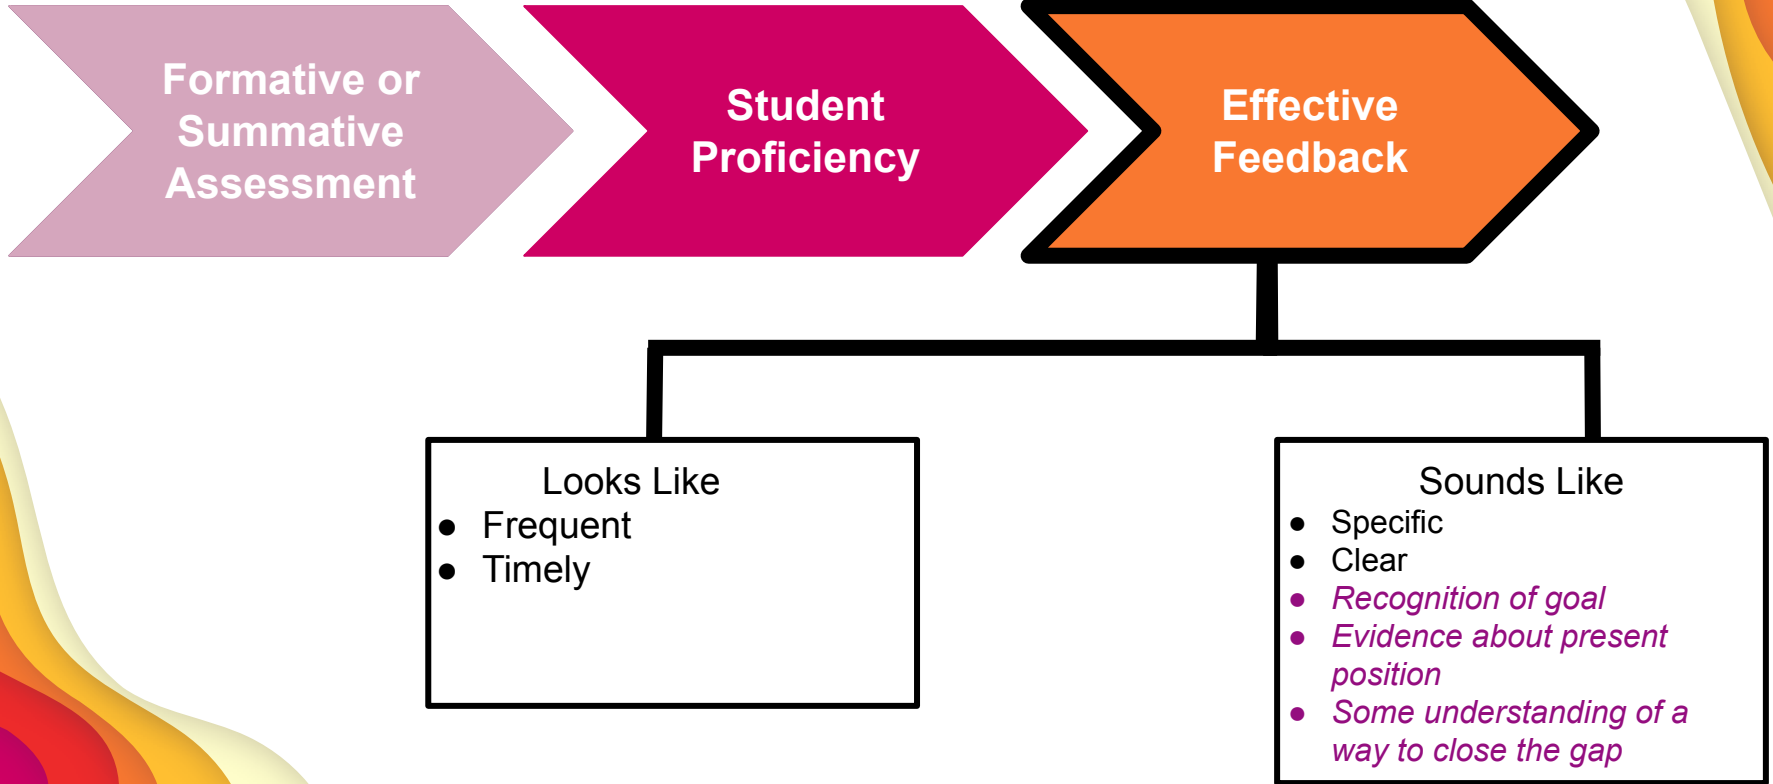 Formative or
Summative
Assessment
Student
Proficiency
Effective
Feedback
Looks Like
● Frequent
● Timely
Sounds Like
● Specific
● Clear
● Recognition of goal
● Evidence about present
position
● Some understanding of a
way to close the gap